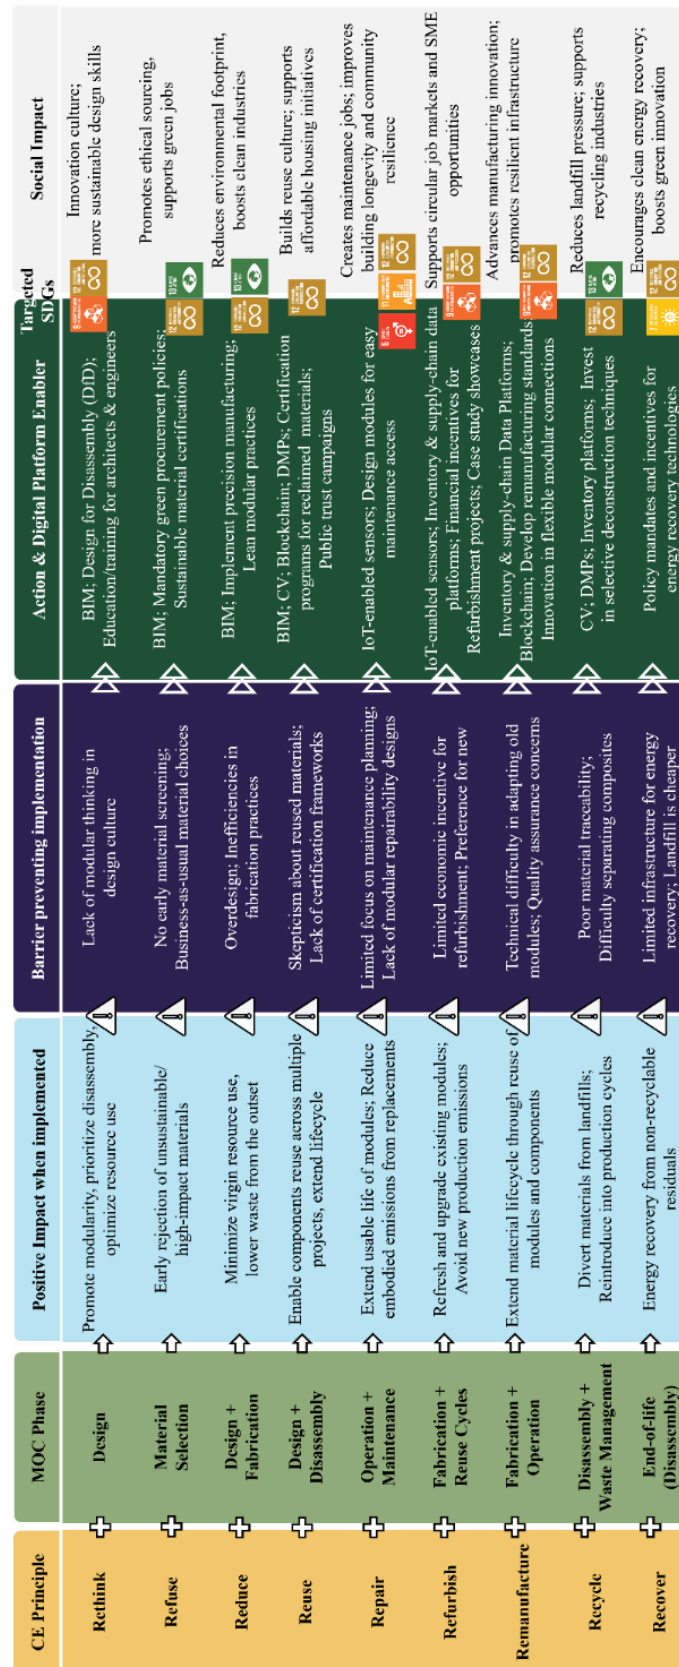 CE Principle
MOC Phase
Positive Impact when implemented
Barrier preventing implementation
Action & Digital Platform Enabler
Targeted
SDGs
Social Impact
Rethink
Design
Promote modularity, prioritize disassembly,
optimize resource use
Lack of modular thinking in
design culture
BIM; Design for Disassembly (DfD);
Education/training for architects & engineers
9
12
Innovation culture;
more sustainable design skills
Refuse
Material
Selection
Early rejection of unsustainable/
high-impact materials
No early material screening;
Business-as-usual material choices
BIM; Mandatory green procurement policies;
Sustainable material certifications
12
13
Promotes ethical sourcing,
supports green jobs
Reduce
Design +
Fabrication
Minimize virgin resource use,
lower waste from the outset
Overdesign; Inefficiencies in
fabrication practices
BIM; Implement precision manufacturing;
Lean modular practices
12
13
Reduces environmental footprint,
boosts clean industries
Reuse
Design +
Disassembly
Enable components reuse across multiple
projects, extend lifecycle
Skepticism about reused materials;
Lack of certification frameworks
BIM; CV; Blockchain; DMPs; Certification
programs for reclaimed materials;
Public trust campaigns
12
Builds reuse culture; supports
affordable housing initiatives
Repair
Operation +
Maintenance
Extend usable life of modules; Reduce
embodied emissions from replacements
Limited focus on maintenance planning;
Lack of modular repairability designs
IoT-enabled sensors; Design modules for easy
maintenance access
5
11
12
Creates maintenance jobs; improves
building longevity and community
resilience
Refurbish
Fabrication +
Reuse Cycles
Refresh and upgrade existing modules;
Avoid new production emissions
Limited economic incentive for
refurbishment; Preference for new
IoT-enabled sensors; Inventory & supply-chain data
platforms; Financial incentives for
Refurbishment projects; Case study showcases
9
12
Supports circular job markets and SME
opportunities
Remanufacture
Fabrication +
Operation
Extend material lifecycle through reuse of
modules and components
Technical difficulty in adapting old
modules; Quality assurance concerns
Inventory & supply-chain Data Platforms;
Blockchain; Develop remanufacturing standards;
Innovation in flexible modular connections
9
12
Advances manufacturing innovation;
promotes resilient infrastructure
Recycle
Disassembly +
Waste Management
Divert materials from landfills;
Reintroduce into production cycles
Poor material traceability;
Difficulty separating composites
CV; DMPs; Inventory platforms; Invest
in selective deconstruction techniques
12
13
Reduces landfill pressure; supports
recycling industries
Recover
End-of-life
(Disassembly)
Energy recovery from non-recyclable
residuals
Limited infrastructure for energy
recovery; Landfill is cheaper
Policy mandates and incentives for
energy recovery technologies
7
12
Encourages clean energy recovery;
boosts green innovation